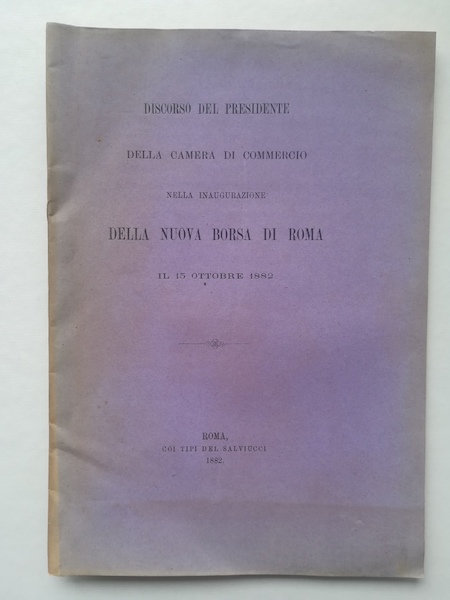 DISCORSO DEL PRESIDENTE
DELLA CAMERA DI COMMERCIO
NELLA INAUGURAZIONE
DELLA NUOVA BORSA DI ROMA
IL 15 OTTOBRE 1882
ROMA,
COI TIPI DEL SALVIUCCI
1882.